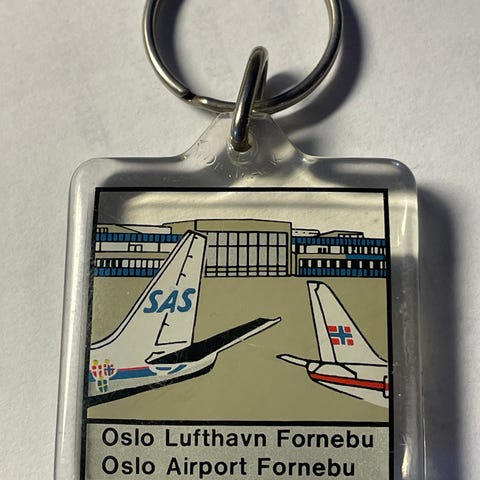 SAS
Oslo Lufthavn Fornebu
Oslo Airport Fornebu